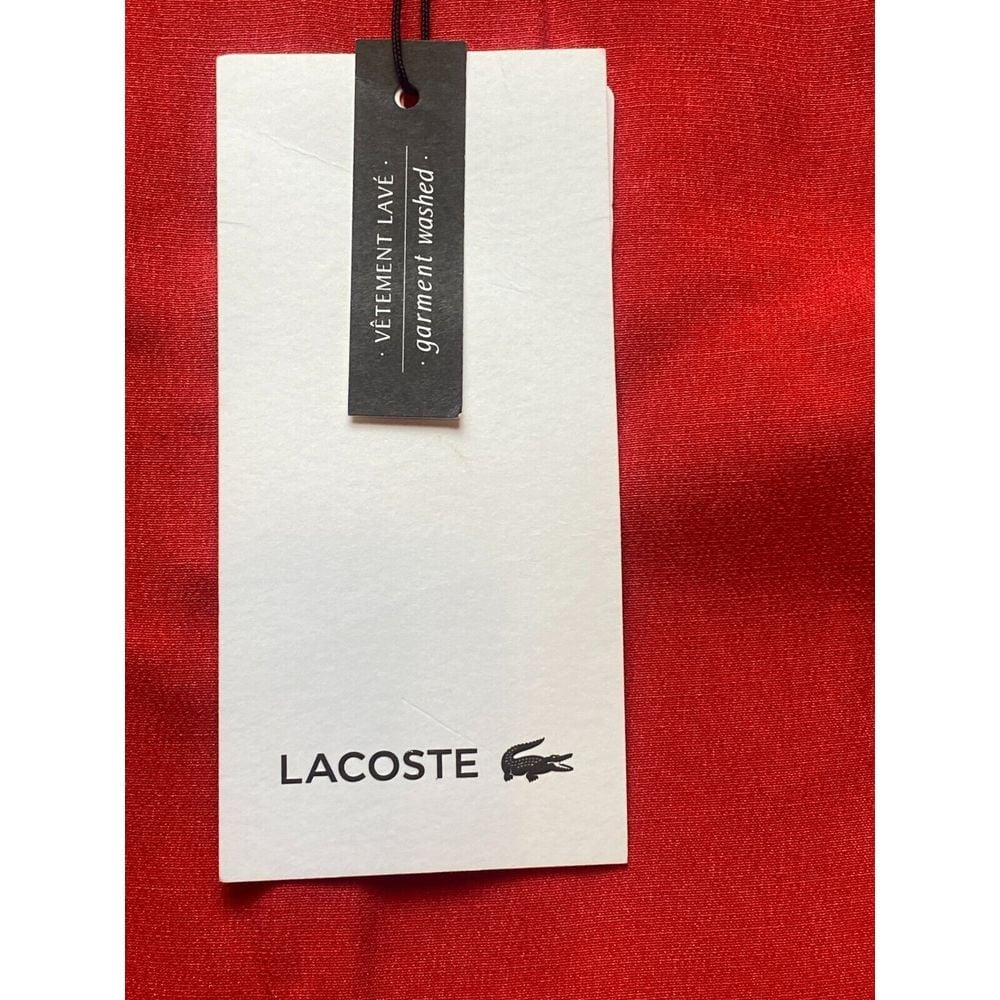 · VÊTEMENT LAVÉ ·
· garment washed ·
LACOSTE